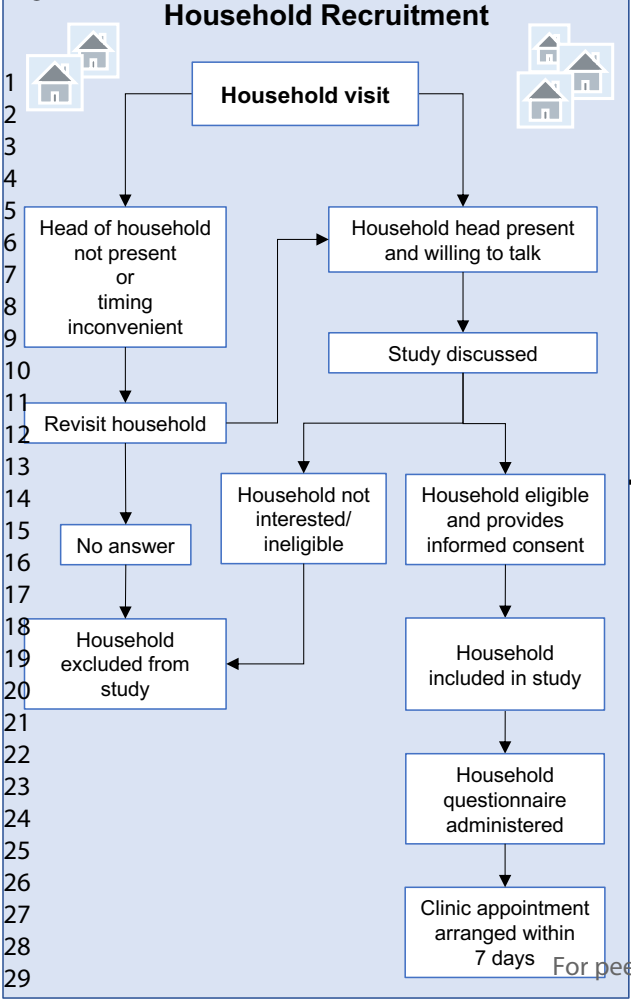 Household Recruitment
Household visit
Head of household
not present
or
timing
inconvenient
Household head present
and willing to talk
Study discussed
Revisit household
Household not
interested/
ineligible
Household eligible
and provides
informed consent
No answer
Household
excluded from
study
Household
included in study
Household
questionnaire
administered
Clinic appointment
arranged within
7 days
For pee
1
2
3
4
5
6
7
8
9
10
11
12
13
14
15
16
17
18
19
20
21
22
23
24
25
26
27
28
29